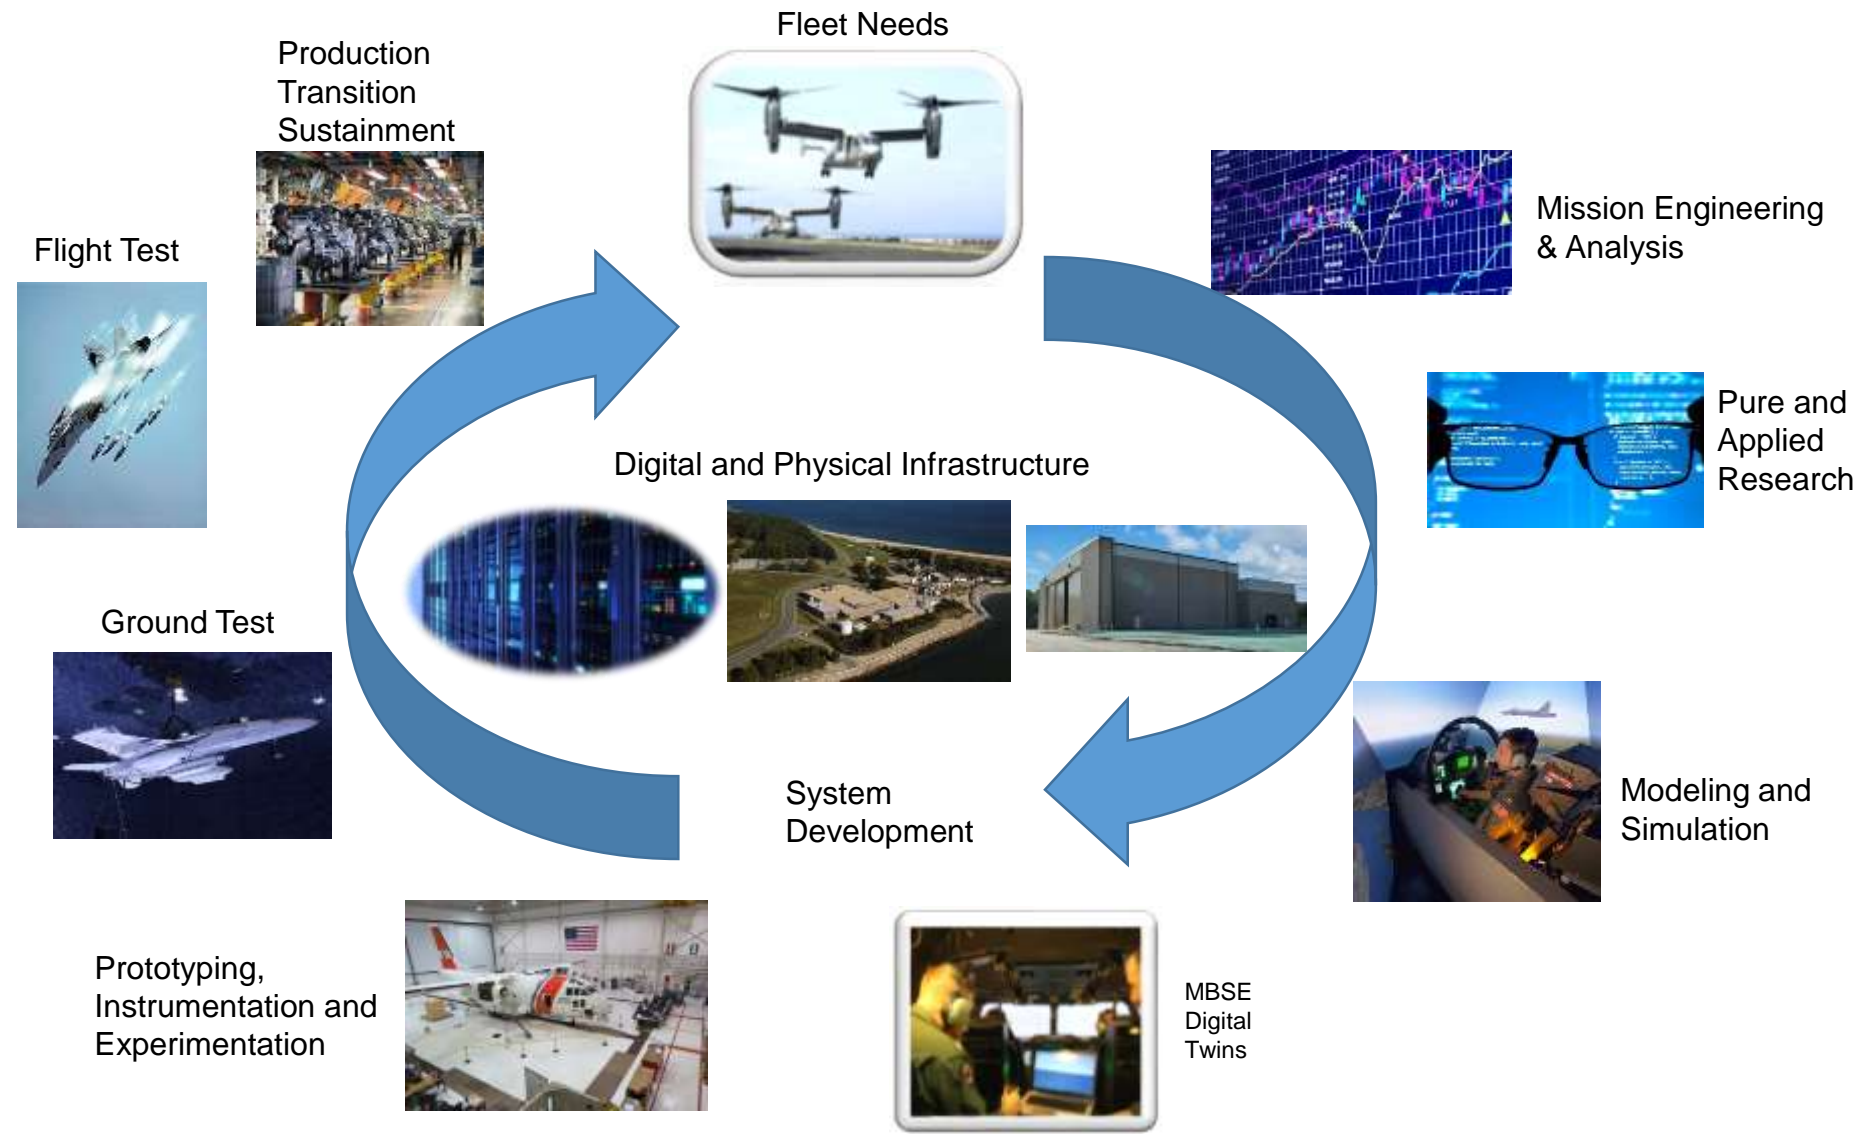 Fleet Needs
Production
Transition
Sustainment
Mission Engineering
& Analysis
Flight Test
Pure and
Applied
Research
Digital and Physical Infrastructure
Ground Test
System
Development
Modeling and
Simulation
Prototyping,
Instrumentation and
Experimentation
MBSE
Digital
Twins